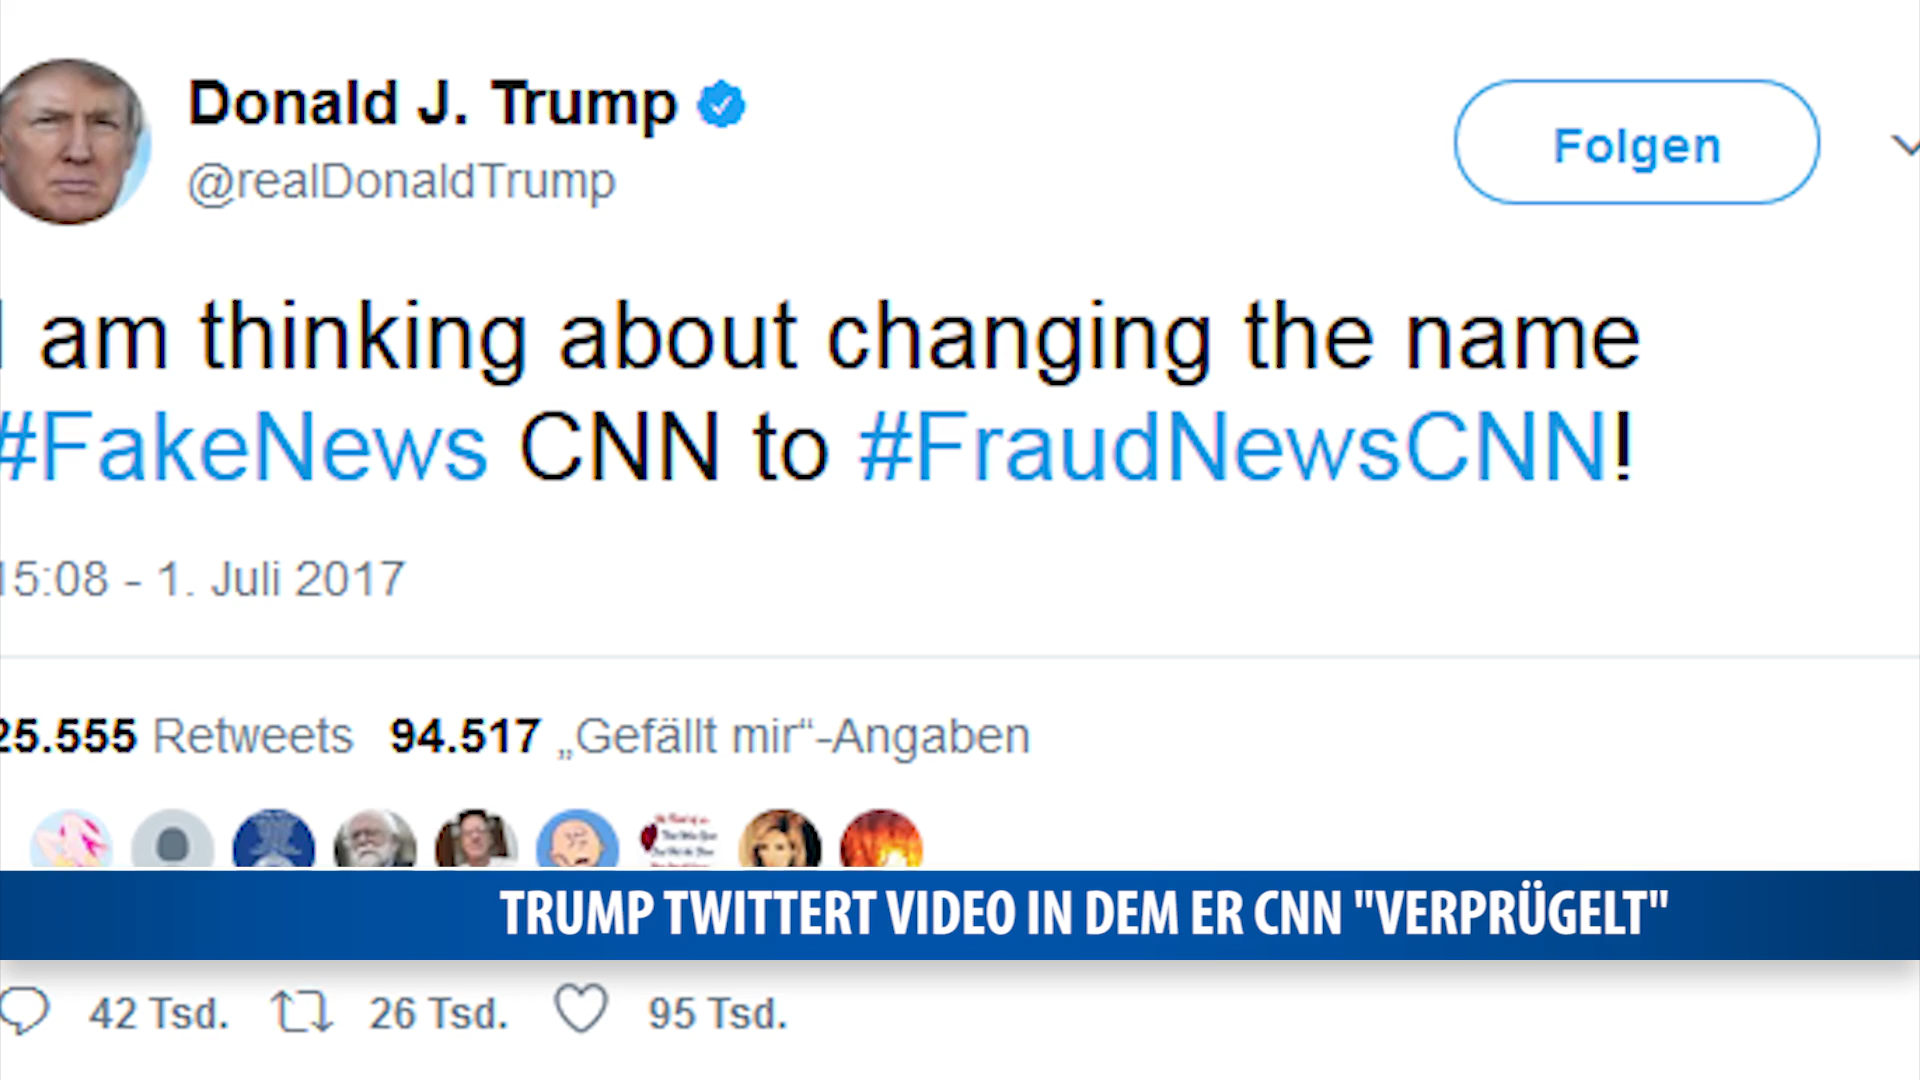 Donald J. Trump
@realDonaldTrump
Folgen
I am thinking about changing the name
#FakeNews CNN to #FraudNewsCNN!
15:08 - 1. Juli 2017
25.555 Retweets 94.517 „Gefällt mir“-Angaben
TRUMP TWITTERT VIDEO IN DEM ER CNN "VERPRÜGELT"
42 Tsd. 26 Tsd. 95 Tsd.